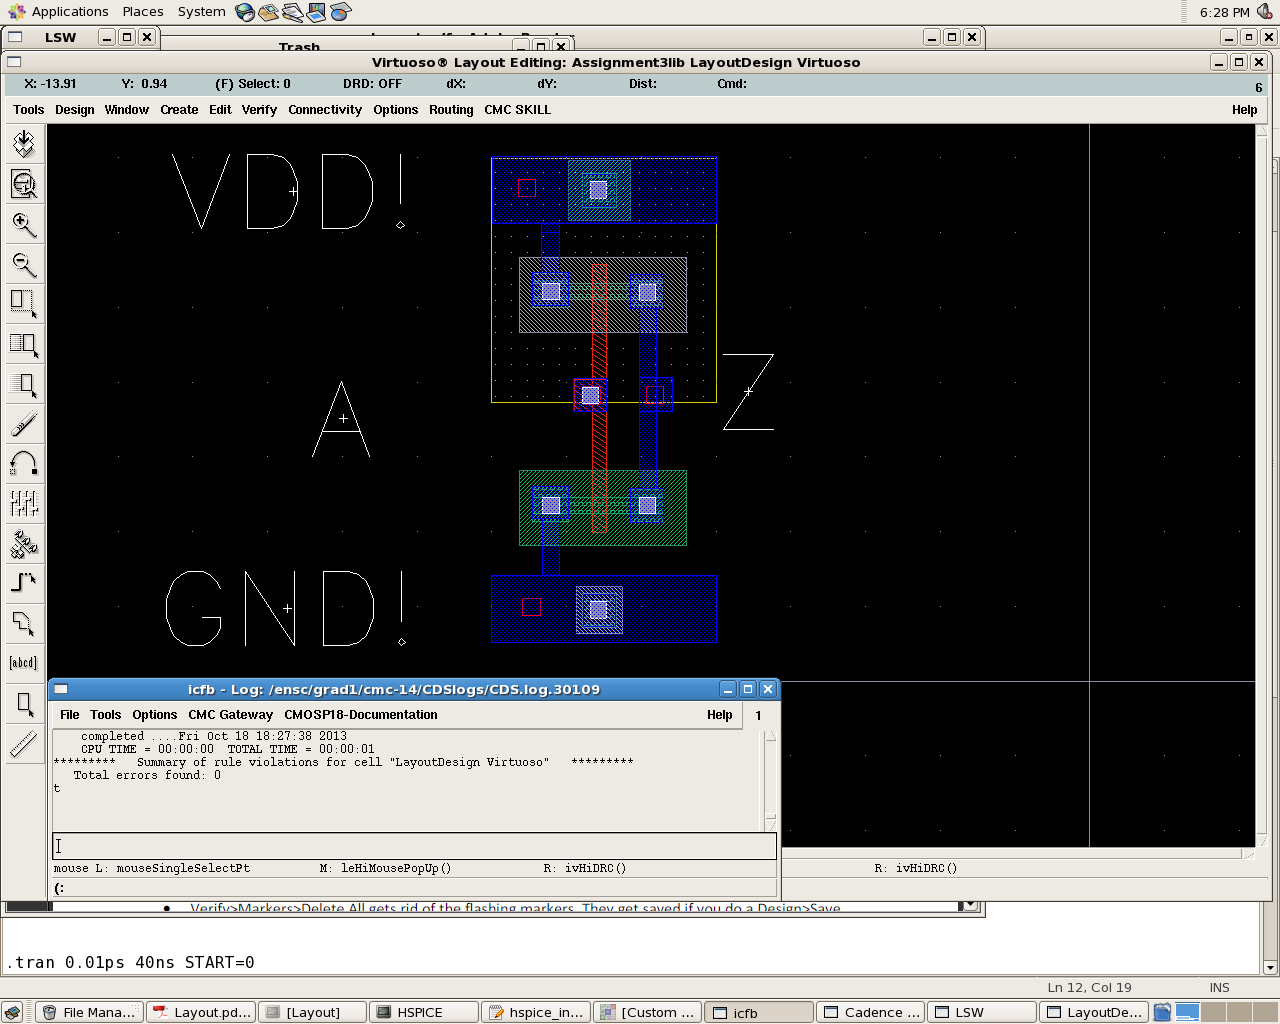 Applications Places System 6:28 PM
LSW
Trash
Virtuoso® Layout Editing: Assignment3lib LayoutDesign Virtuoso
X: -13.91 Y: 0.94 (F) Select: 0 DRD: OFF dX: dY: Dist: Cmd: 6
Tools Design Window Create Edit Verify Connectivity Options Routing CMC SKILL Help
VDD!
A
Z
GND!
[abcd]
icfb - Log: /ensc/grad1/cmc-14/CDSlogs/CDS.log.30109
File Tools Options CMC Gateway CMOSP18-Documentation Help 1
completed ....Fri Oct 18 18:27:38 2013
CPU TIME = 00:00:00 TOTAL TIME = 00:00:01
********* Summary of rule violations for cell "LayoutDesign Virtuoso" *********
Total errors found: 0
t
mouse L: mouseSingleSelectPt M: leHiMousePopUp() R: ivHiDRC() R: ivHiDRC()
(:
• Verify>Markers>Delete All gets rid of the flashing markers. They get saved if you do a Design>Save
.tran 0.01ps 40ns START=0
Ln 12, Col 19 INS
File Mana... Layout.pd... [Layout] HSPICE hspice_in... [Custom ... icfb Cadence ... LSW LayoutDe...